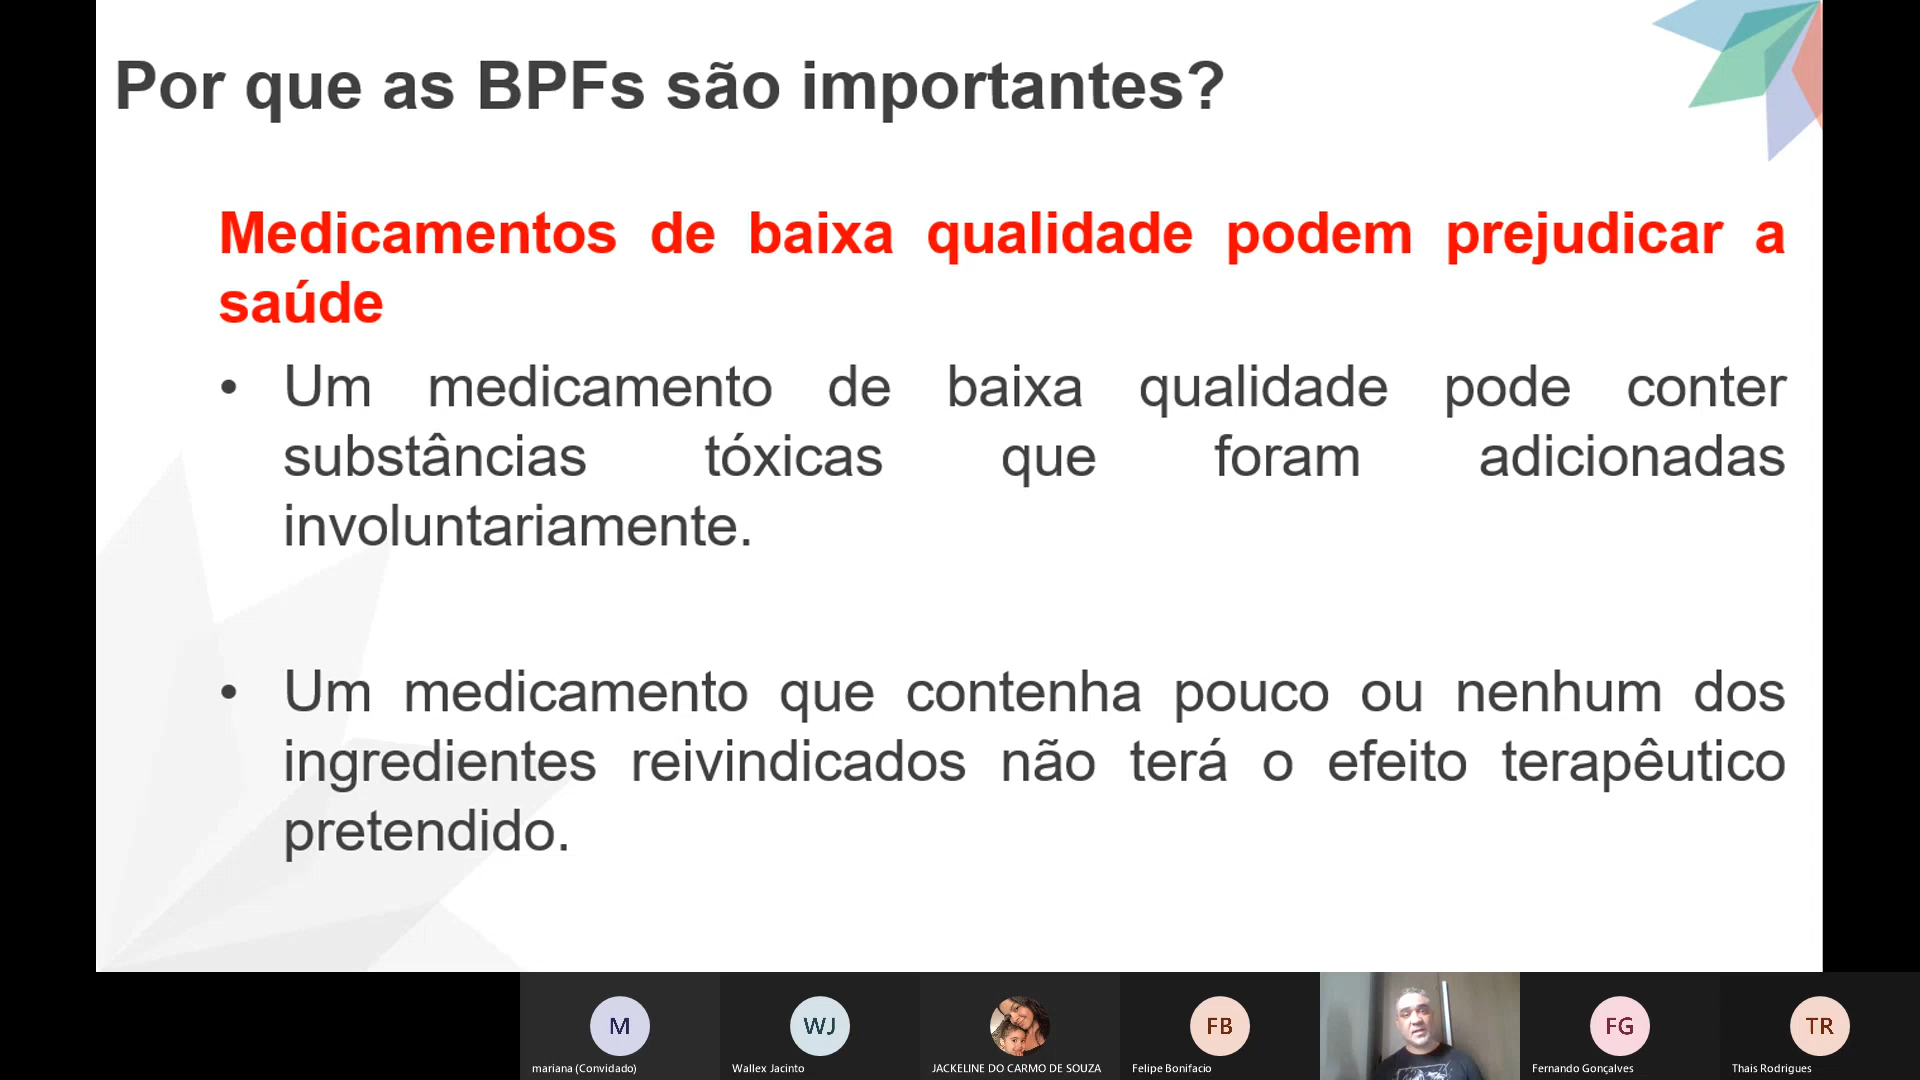 Por que as BPFs são importantes?
Medicamentos de baixa qualidade podem prejudicar a
saúde
• Um medicamento de baixa qualidade pode conter
substâncias tóxicas que foram adicionadas
involuntariamente.
• Um medicamento que contenha pouco ou nenhum dos
ingredientes reivindicados não terá o efeito terapêutico
pretendido.
M
WJ
FB
FG
TR
mariana (Convidado)
Wallex Jacinto
JACKELINE DO CARMO DE SOUZA
Felipe Bonifacio
Fernando Gonçalves
Thais Rodrigues